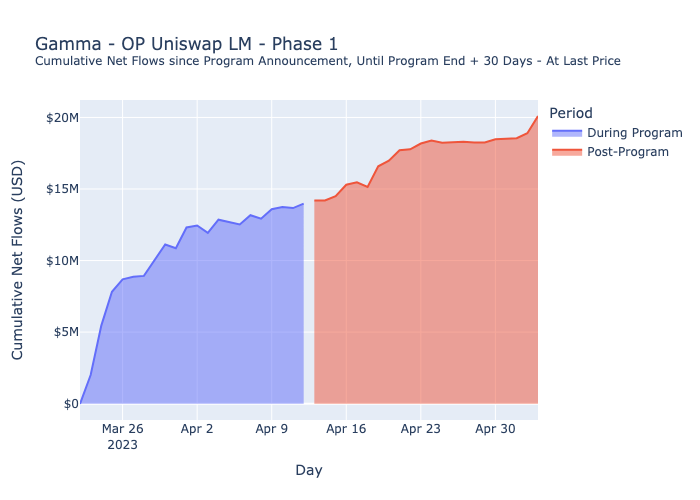 Gamma - OP Uniswap LM - Phase 1
Cumulative Net Flows since Program Announcement, Until Program End + 30 Days - At Last Price
Period
During Program
Post-Program
Cumulative Net Flows (USD)
$20M
$15M
$10M
$5M
$0
Mar 26
2023
Apr 2
Apr 9
Apr 16
Apr 23
Apr 30
Day